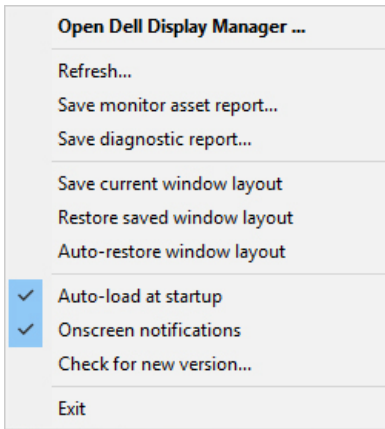 Open Dell Display Manager ...
Refresh...
Save monitor asset report...
Save diagnostic report...
Save current window layout
Restore saved window layout
Auto-restore window layout
Auto-load at startup
Onscreen notifications
Check for new version...
Exit